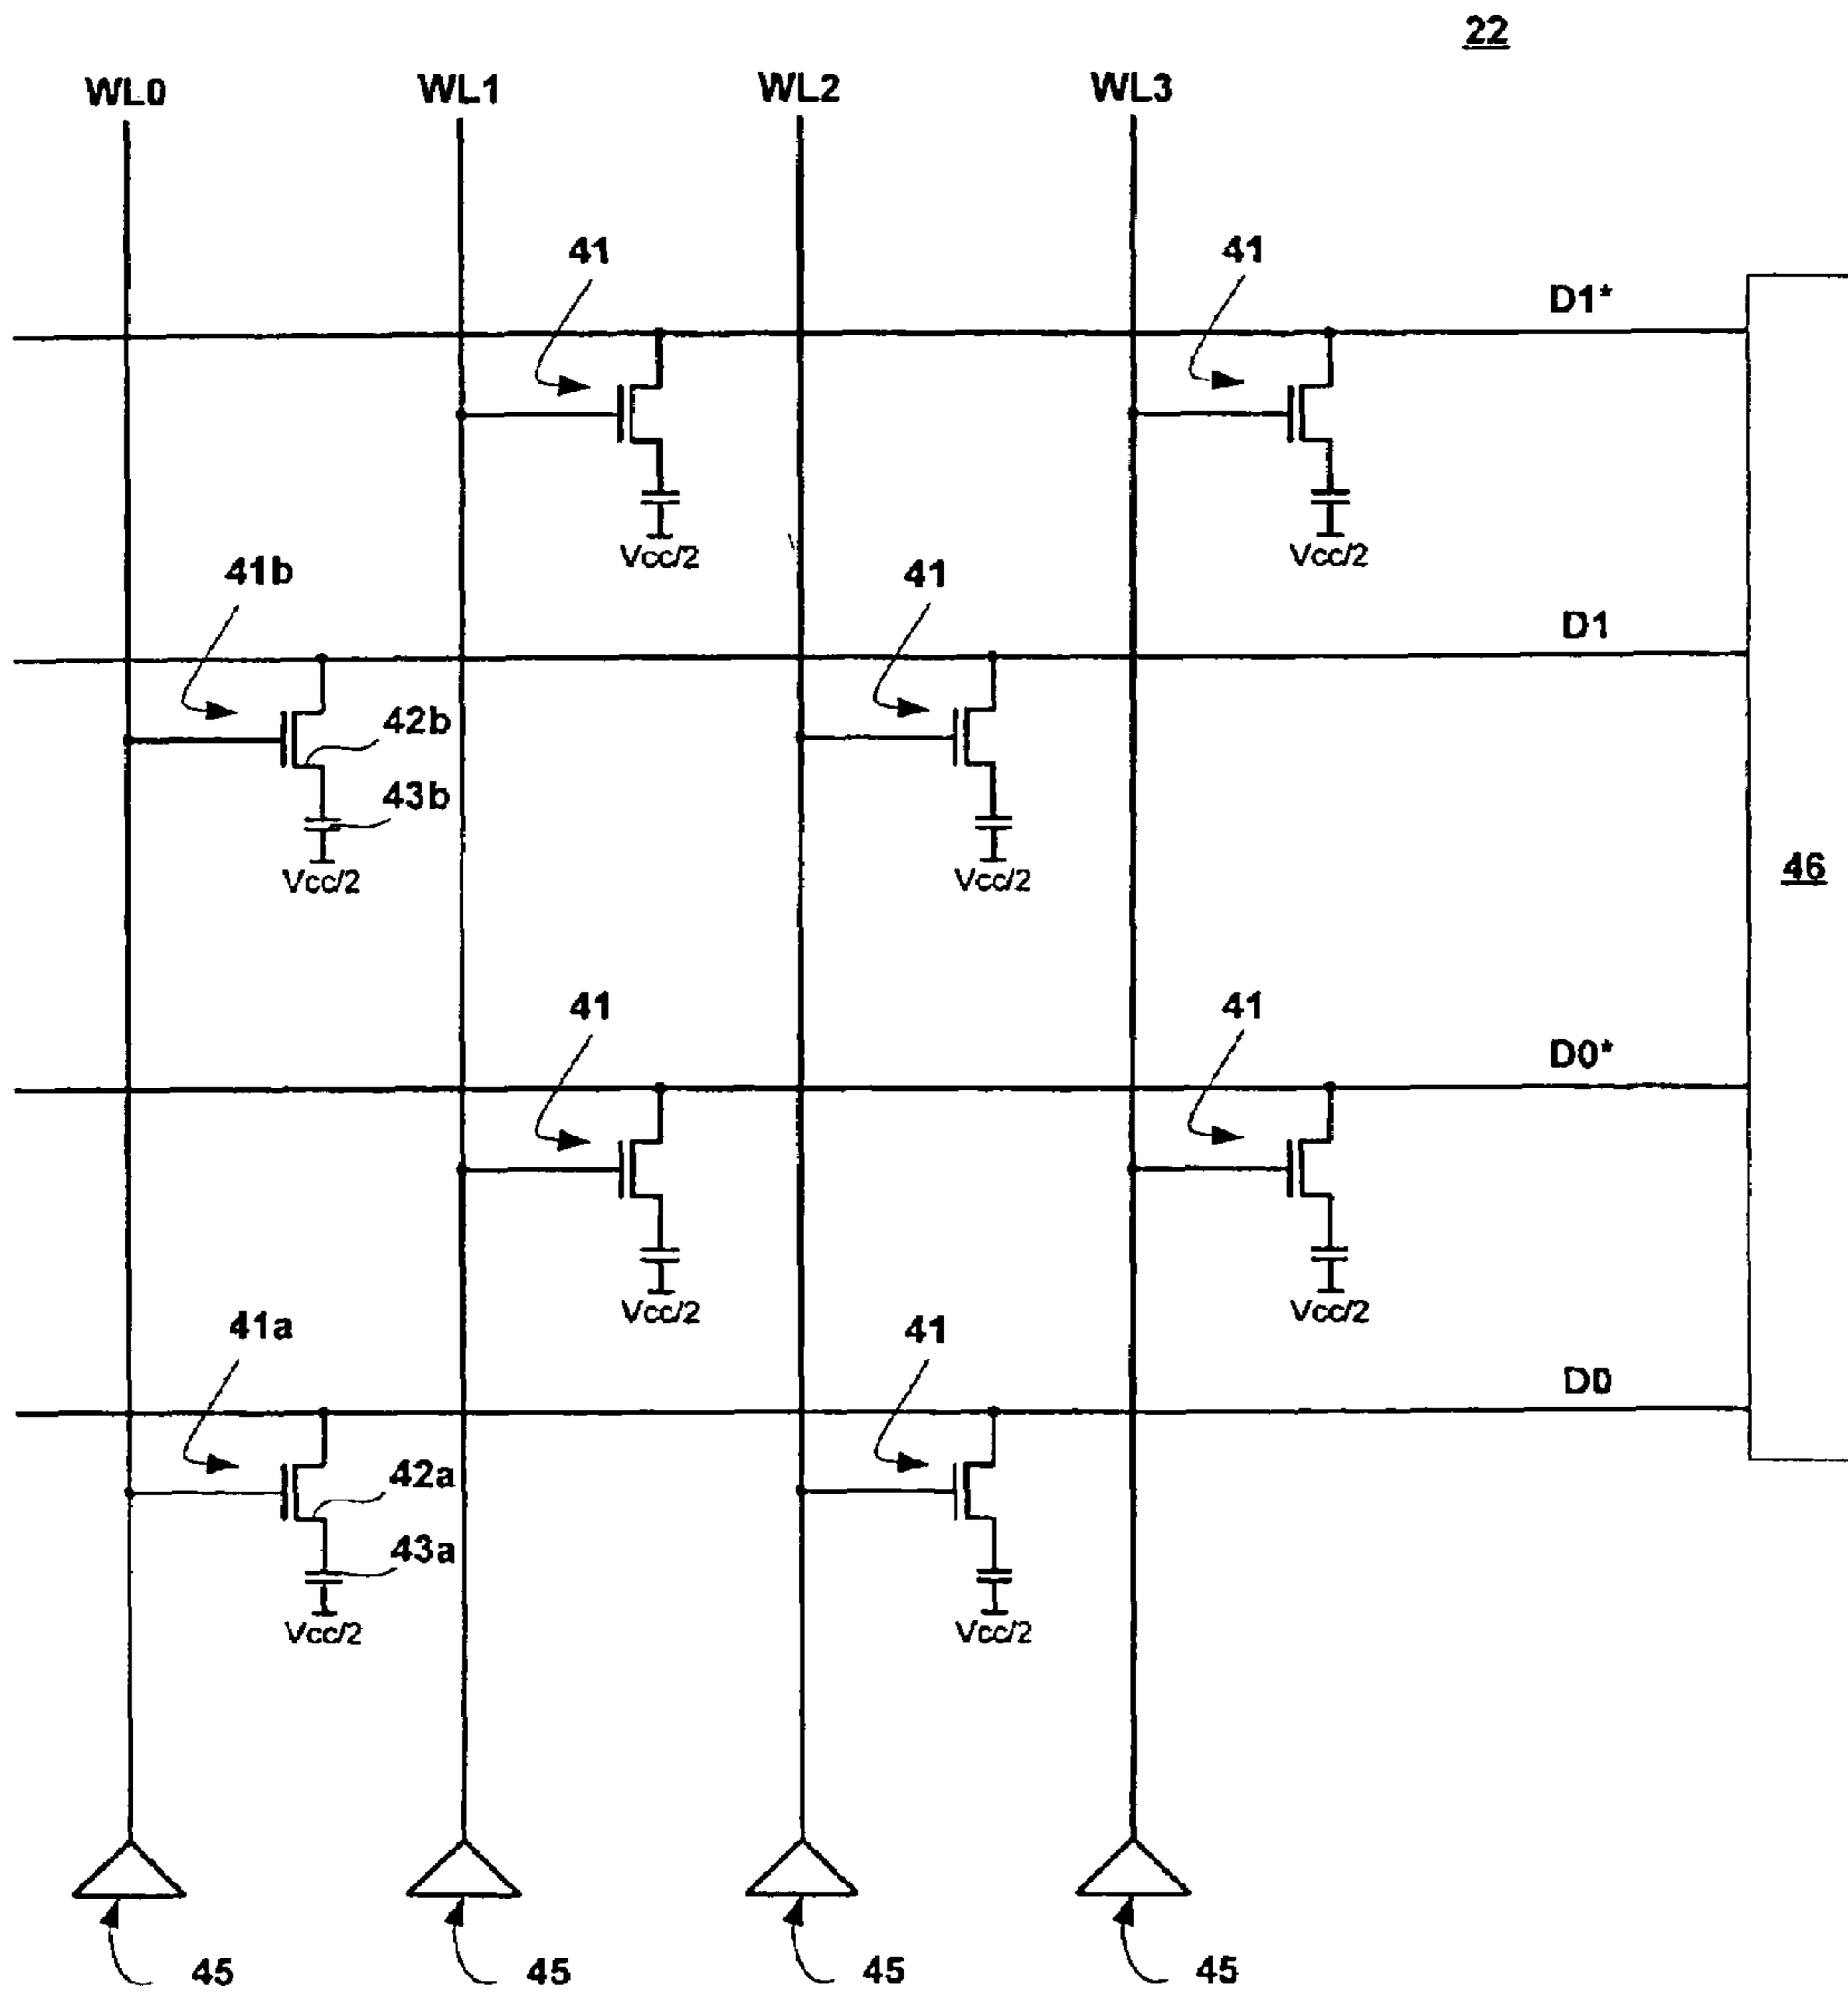 22
WL0 WL1 WL2 WL3
41 41
D1*
Vcc/2 Vcc/2
41b 41
D1
42b
43b
Vcc/2 Vcc/2
46
41 41
D0*
Vcc/2 Vcc/2
41a 41
D0
42a
43a
Vcc/2 Vcc/2
45 45 45 45